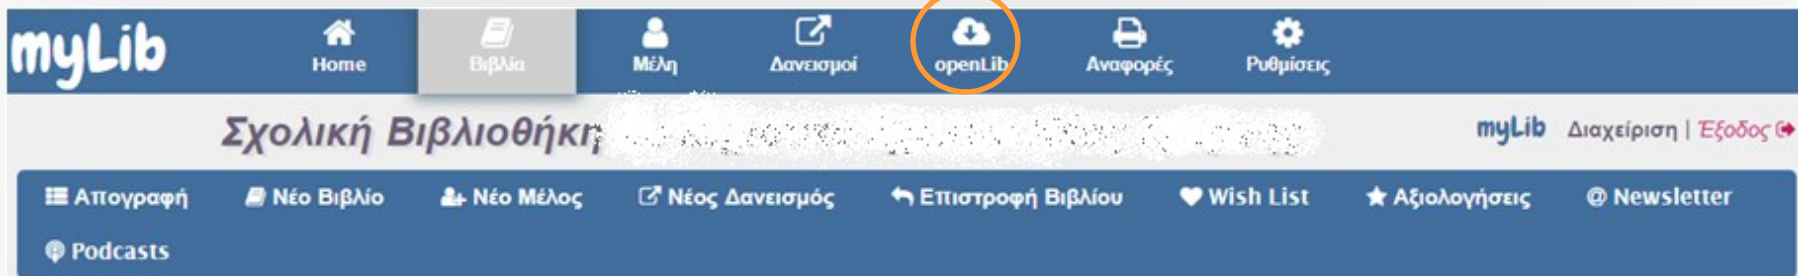 myLib Home Βιβλία Μέλη Δανεισμοί openLib Αναφορές Ρυθμίσεις
Σχολική Βιβλιοθήκη myLib Διαχείριση | Έξοδος
Απογραφή Νέο Βιβλίο Νέο Μέλος Νέος Δανεισμός Επιστροφή Βιβλίου Wish List Αξιολογήσεις @ Newsletter
Podcasts